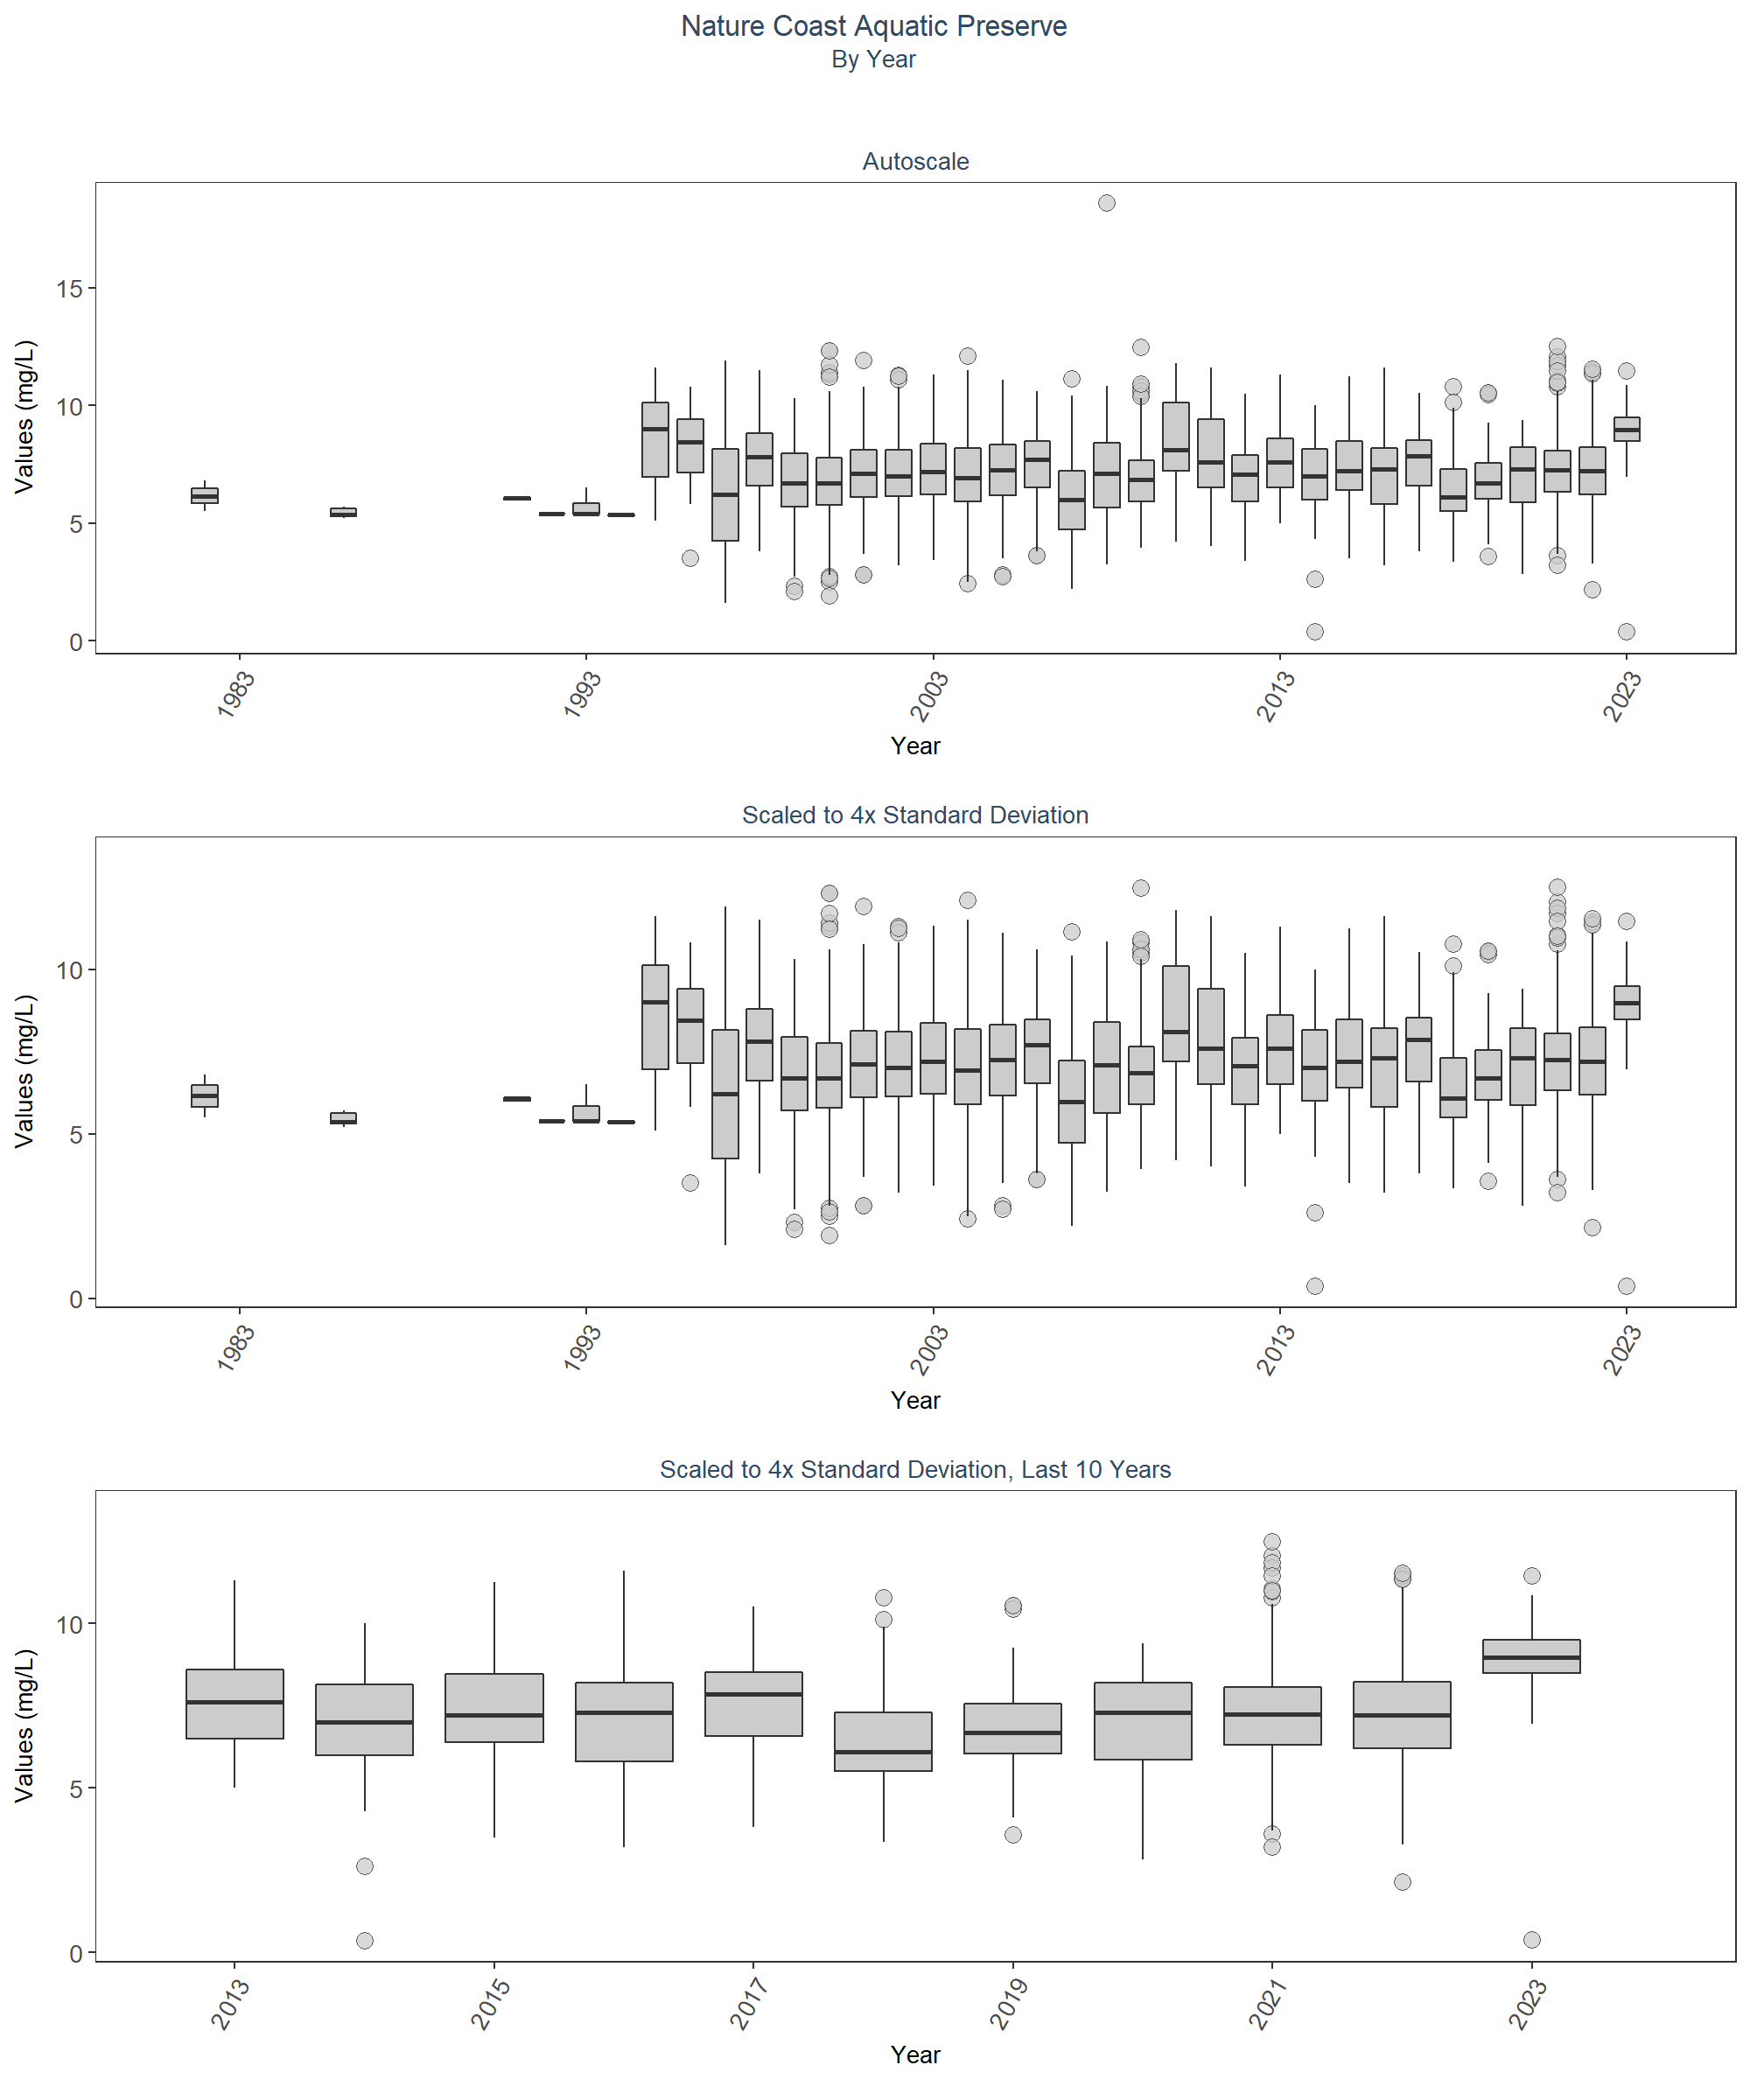 Nature Coast Aquatic Preserve
By Year
Autoscale
Values (mg/L)
15
10
5
0
1983
1993
2003
2013
2023
Year
Scaled to 4x Standard Deviation
Values (mg/L)
10
5
0
1983
1993
2003
2013
2023
Year
Scaled to 4x Standard Deviation, Last 10 Years
Values (mg/L)
10
5
0
2013
2015
2017
2019
2021
2023
Year